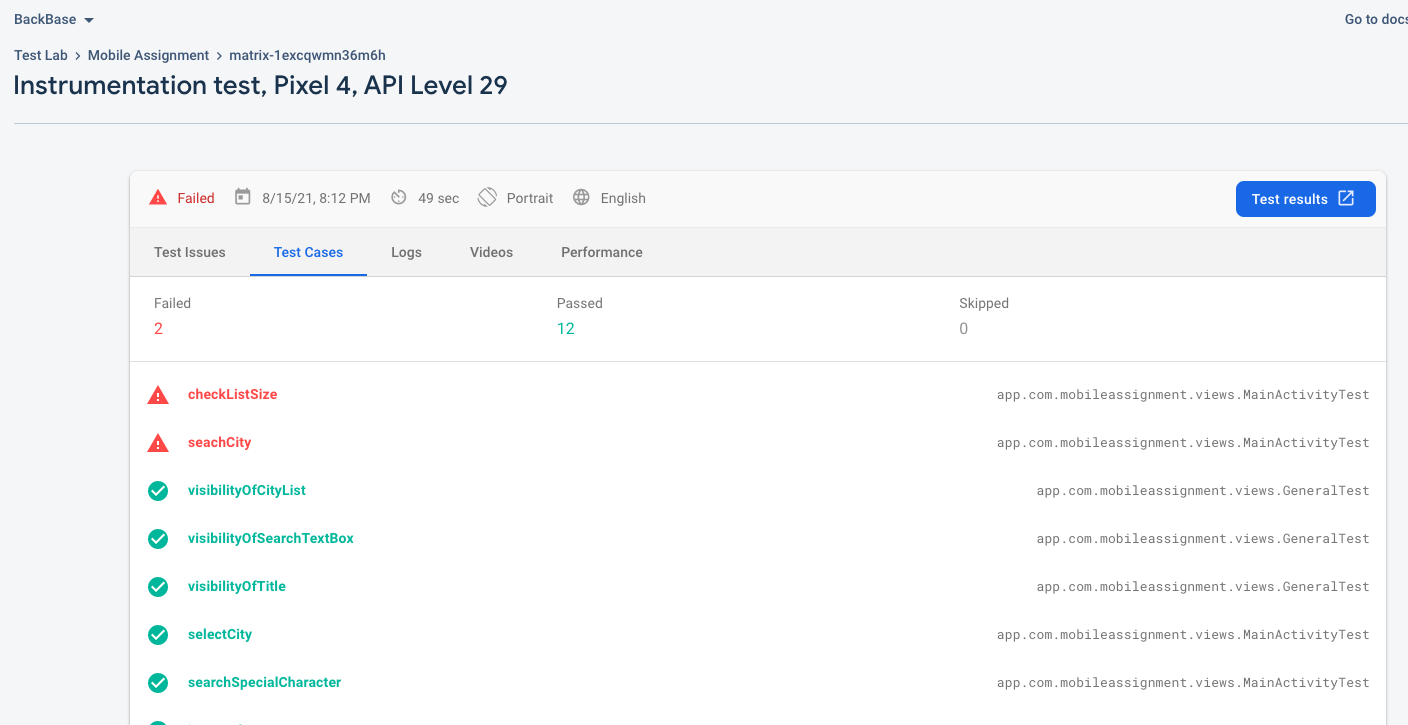 BackBase
Go to docs
Test Lab > Mobile Assignment > matrix-1excqwmn36m6h
Instrumentation test, Pixel 4, API Level 29
Failed 8/15/21, 8:12 PM 49 sec Portrait English Test results
Test Issues Test Cases Logs Videos Performance
Failed Passed Skipped
2 12 0
checkListSize app.com.mobileassignment.views.MainActivityTest
seachCity app.com.mobileassignment.views.MainActivityTest
visibilityOfCityList app.com.mobileassignment.views.GeneralTest
visibilityOfSearchTextBox app.com.mobileassignment.views.GeneralTest
visibilityOfTitle app.com.mobileassignment.views.GeneralTest
selectCity app.com.mobileassignment.views.MainActivityTest
searchSpecialCharacter app.com.mobileassignment.views.MainActivityTest